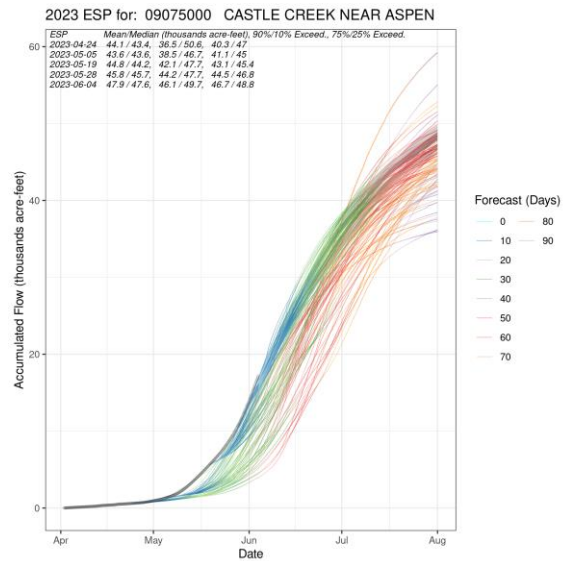 2023 ESP for: 09075000 CASTLE CREEK NEAR ASPEN
ESP Mean/Median (thousands acre-feet), 90%/10% Exceed., 75%/25% Exceed.
2023-04-24 44.1 / 43.4, 36.5 / 50.6, 40.3 / 47
2023-05-05 43.6 / 43.6, 38.5 / 46.7, 41.1 / 45
2023-05-19 44.8 / 44.2, 42.1 / 47.7, 43.1 / 45.4
2023-05-28 45.8 / 45.7, 44.2 / 47.7, 44.5 / 46.8
2023-06-04 47.9 / 47.6, 46.1 / 49.7, 46.7 / 48.8
60
40
20
0
Accumulated Flow (thousands acre-feet)
Apr May Jun Jul Aug
Date
Forecast (Days)
0 80
10 90
20
30
40
50
60
70